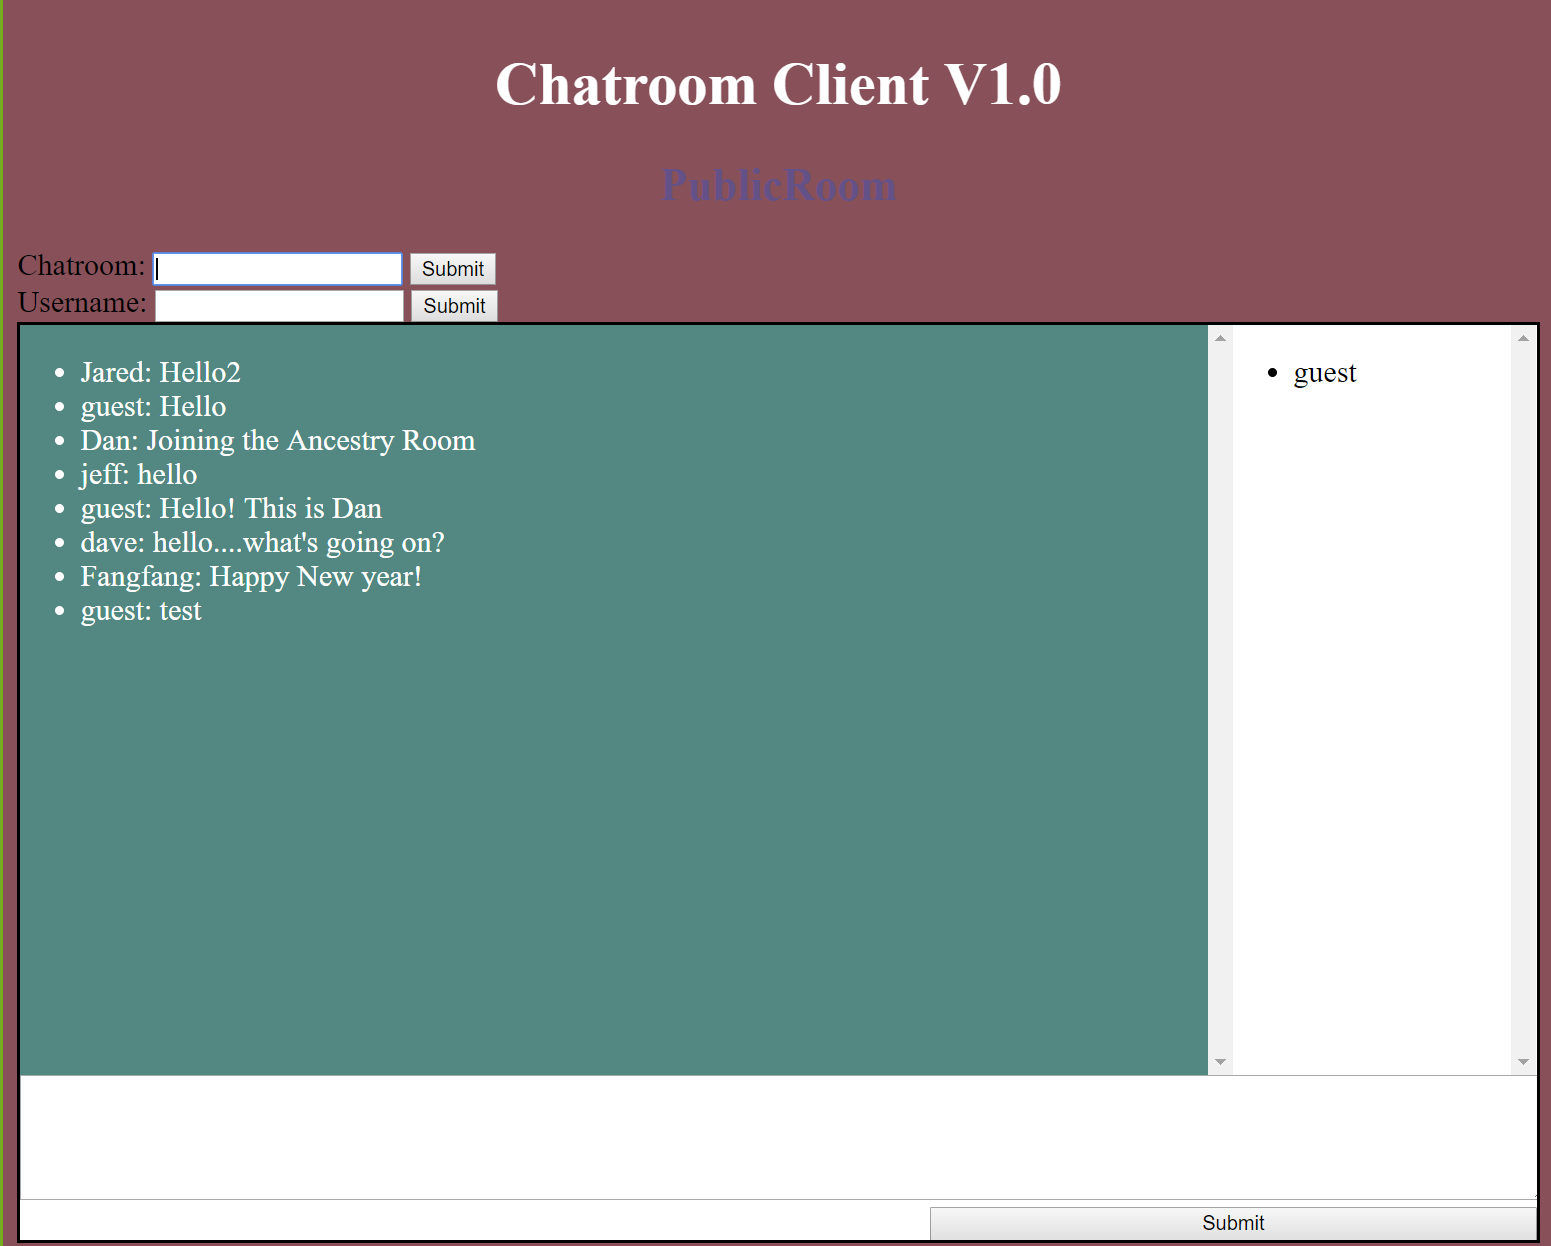 Chatroom Client V1.0
PublicRoom
Chatroom: Submit
Username: Submit
Jared: Hello2
guest: Hello
Dan: Joining the Ancestry Room
jeff: hello
guest: Hello! This is Dan
dave: hello....what's going on?
Fangfang: Happy New year!
guest: test
guest
Submit